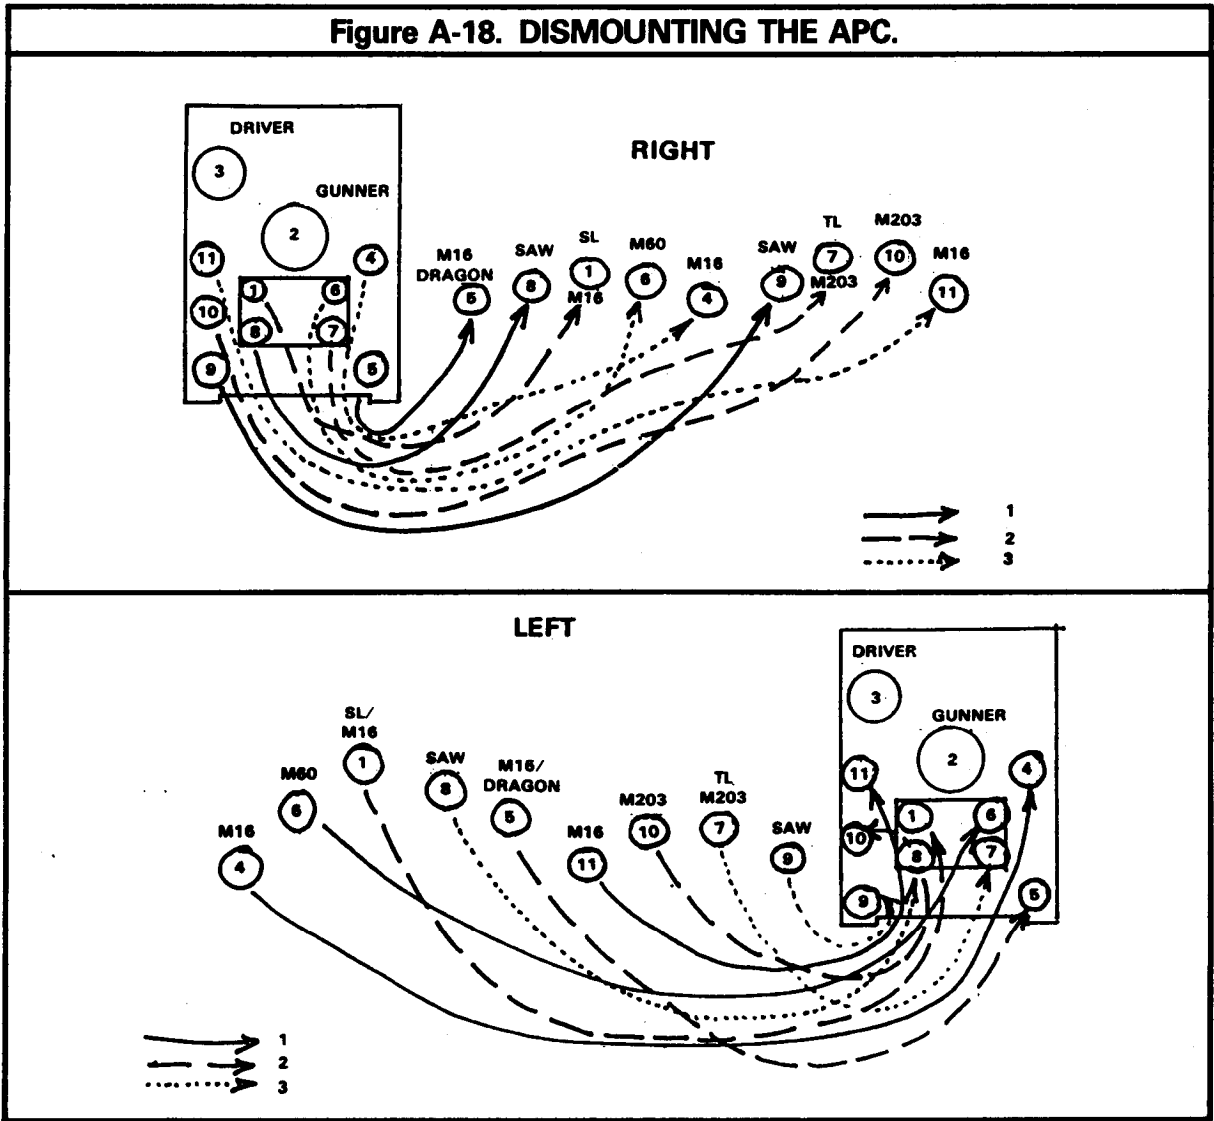 Figure A-18. DISMOUNTING THE APC.
DRIVER
3
GUNNER
2
11
4
1
6
10
8
7
9
5
RIGHT
M16
DRAGON
5
SAW
8
SL
1
M16
M60
6
M16
4
SAW
9
TL
7
M203
M203
10
M16
11
1
2
3
LEFT
DRIVER
3
GUNNER
2
11
4
1
6
10
8
7
9
5
SL/
M16
1
M60
6
M16
4
SAW
8
M16/
DRAGON
5
M16
11
M203
10
TL
M203
7
SAW
9
1
2
3